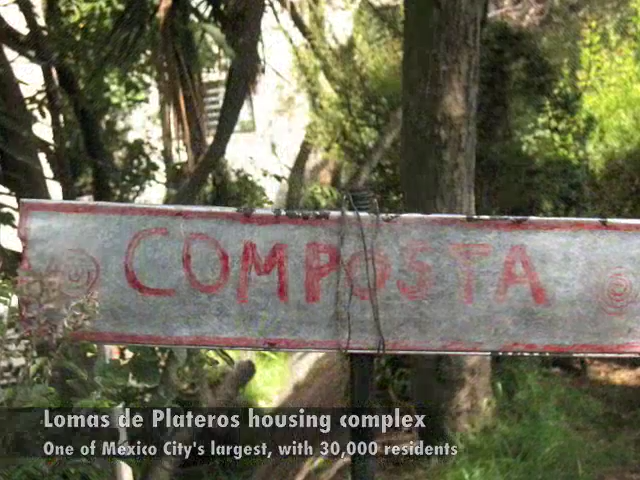 COMPOSTA
Lomas de Plateros housing complex
One of Mexico City's largest, with 30,000 residents